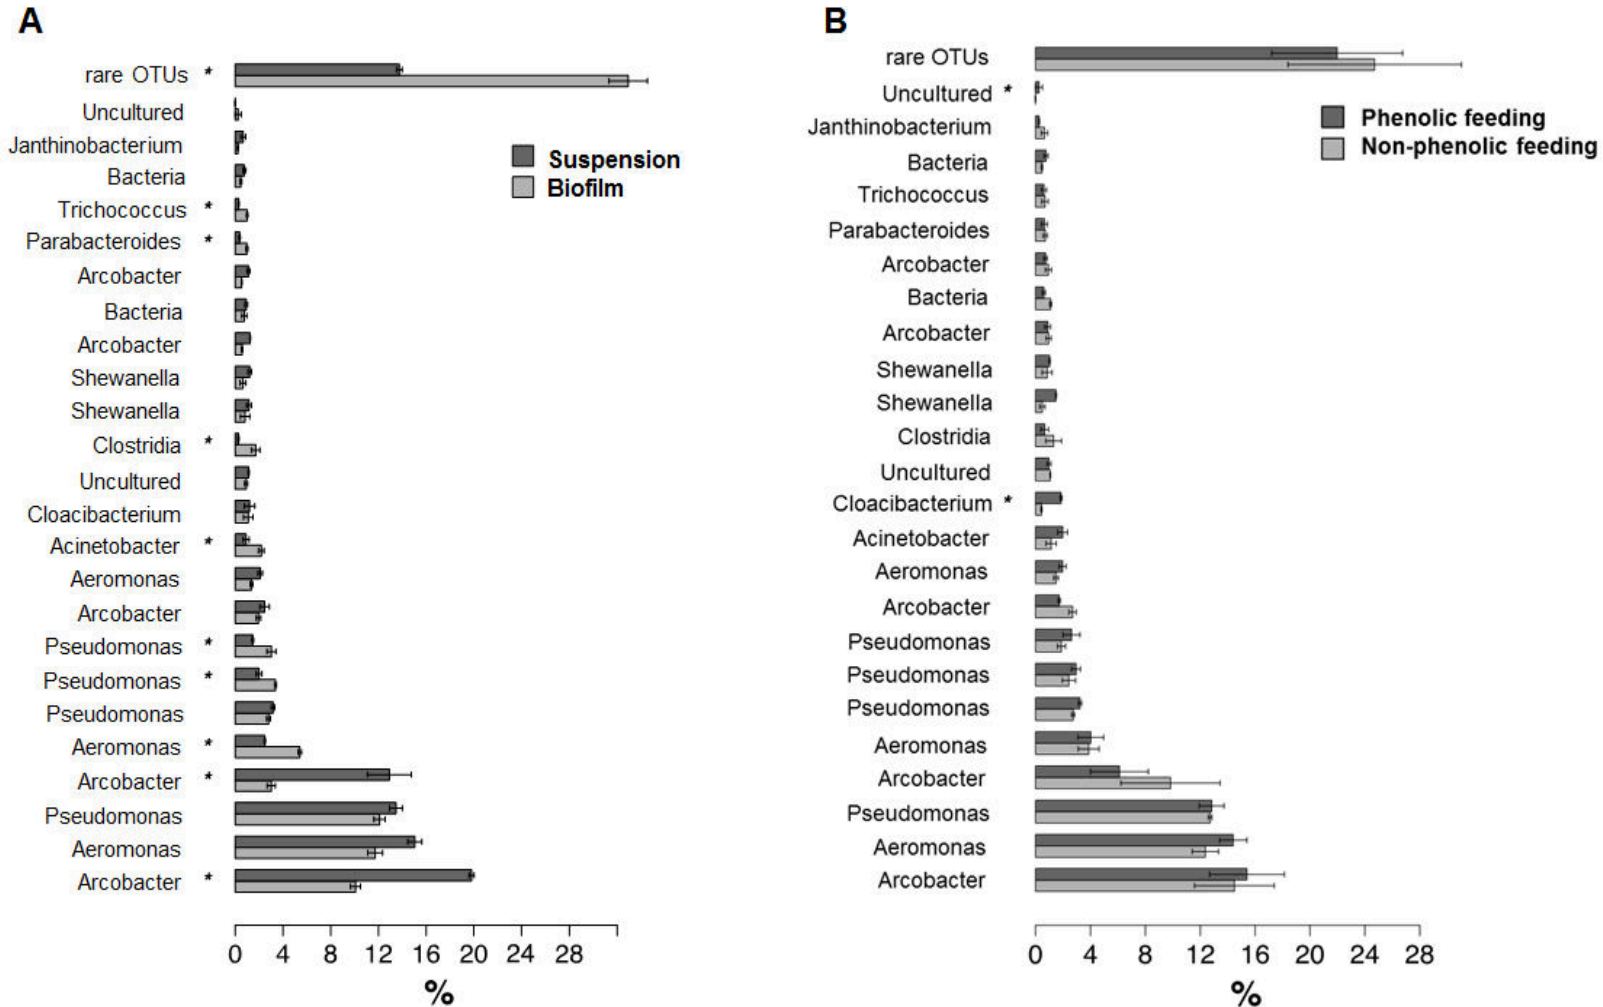 A
rare OTUs *
Uncultured
Janthinobacterium
Bacteria
Trichococcus *
Parabacteroides *
Arcobacter
Bacteria
Arcobacter
Shewanella
Shewanella
Clostridia *
Uncultured
Cloacibacterium
Acinetobacter *
Aeromonas
Arcobacter
Pseudomonas *
Pseudomonas *
Pseudomonas
Aeromonas *
Arcobacter *
Pseudomonas
Aeromonas
Arcobacter *
Suspension
Biofilm
0 4 8 12 16 20 24 28
%
B
rare OTUs
Uncultured *
Janthinobacterium
Bacteria
Trichococcus
Parabacteroides
Arcobacter
Bacteria
Arcobacter
Shewanella
Shewanella
Clostridia
Uncultured
Cloacibacterium *
Acinetobacter
Aeromonas
Arcobacter
Pseudomonas
Pseudomonas
Pseudomonas
Aeromonas
Arcobacter
Pseudomonas
Aeromonas
Arcobacter
Phenolic feeding
Non-phenolic feeding
0 4 8 12 16 20 24 28
%